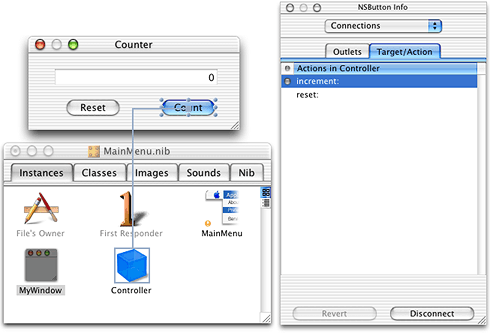 Counter
0
Reset
Count
MainMenu.nib
Instances Classes Images Sounds Nib
File's Owner
First Responder
MainMenu
MyWindow
Controller
NSButton Info
Connections
Outlets Target/Action
Actions in Controller
increment:
reset:
Revert
Disconnect